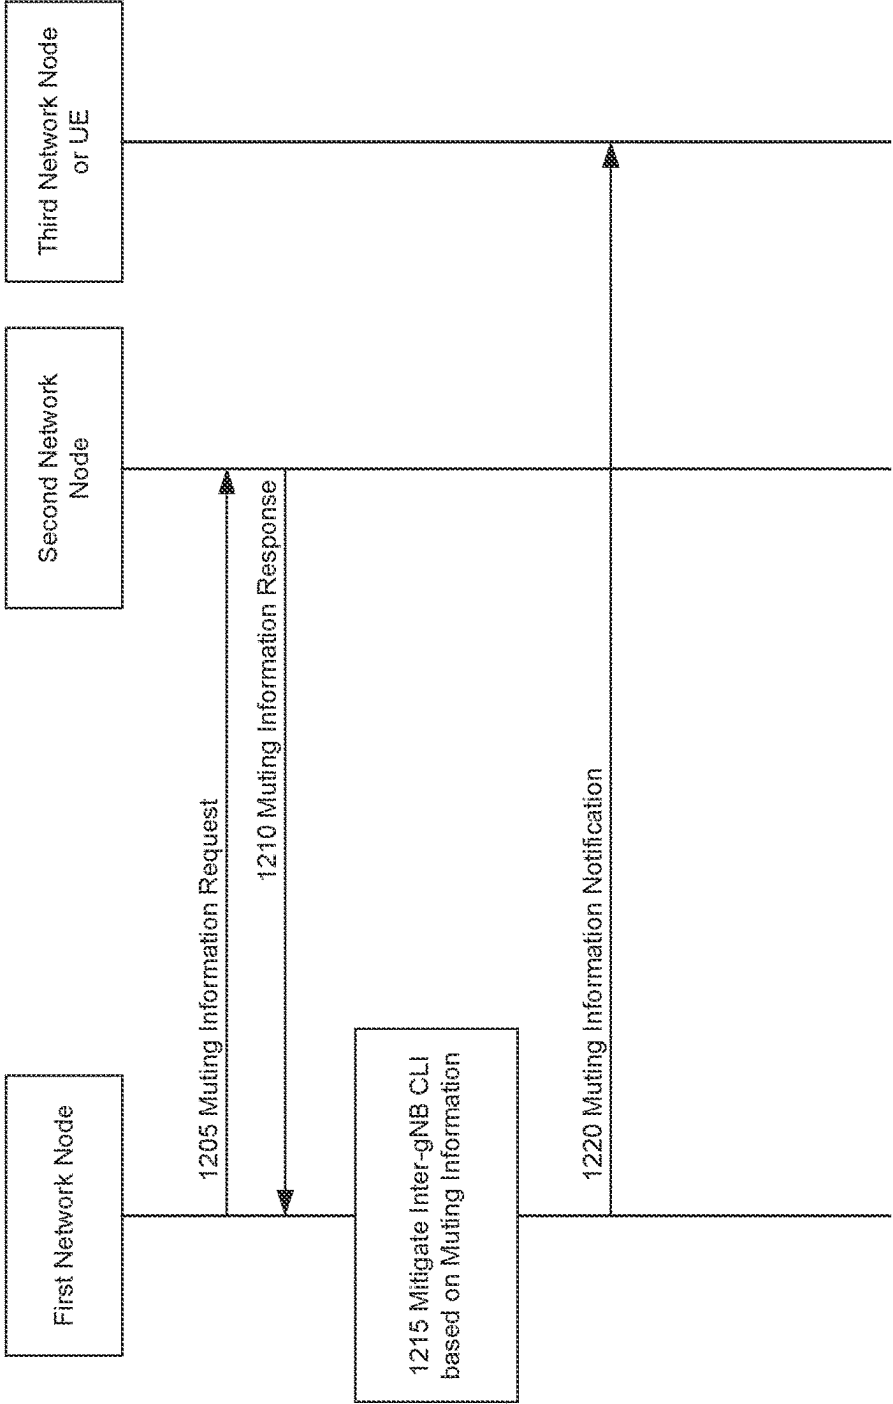 First Network Node
Second Network
Node
Third Network Node
or UE
1205 Muting Information Request
1210 Muting Information Response
1215 Mitigate Inter-gNB CLI
based on Muting Information
1220 Muting Information Notification